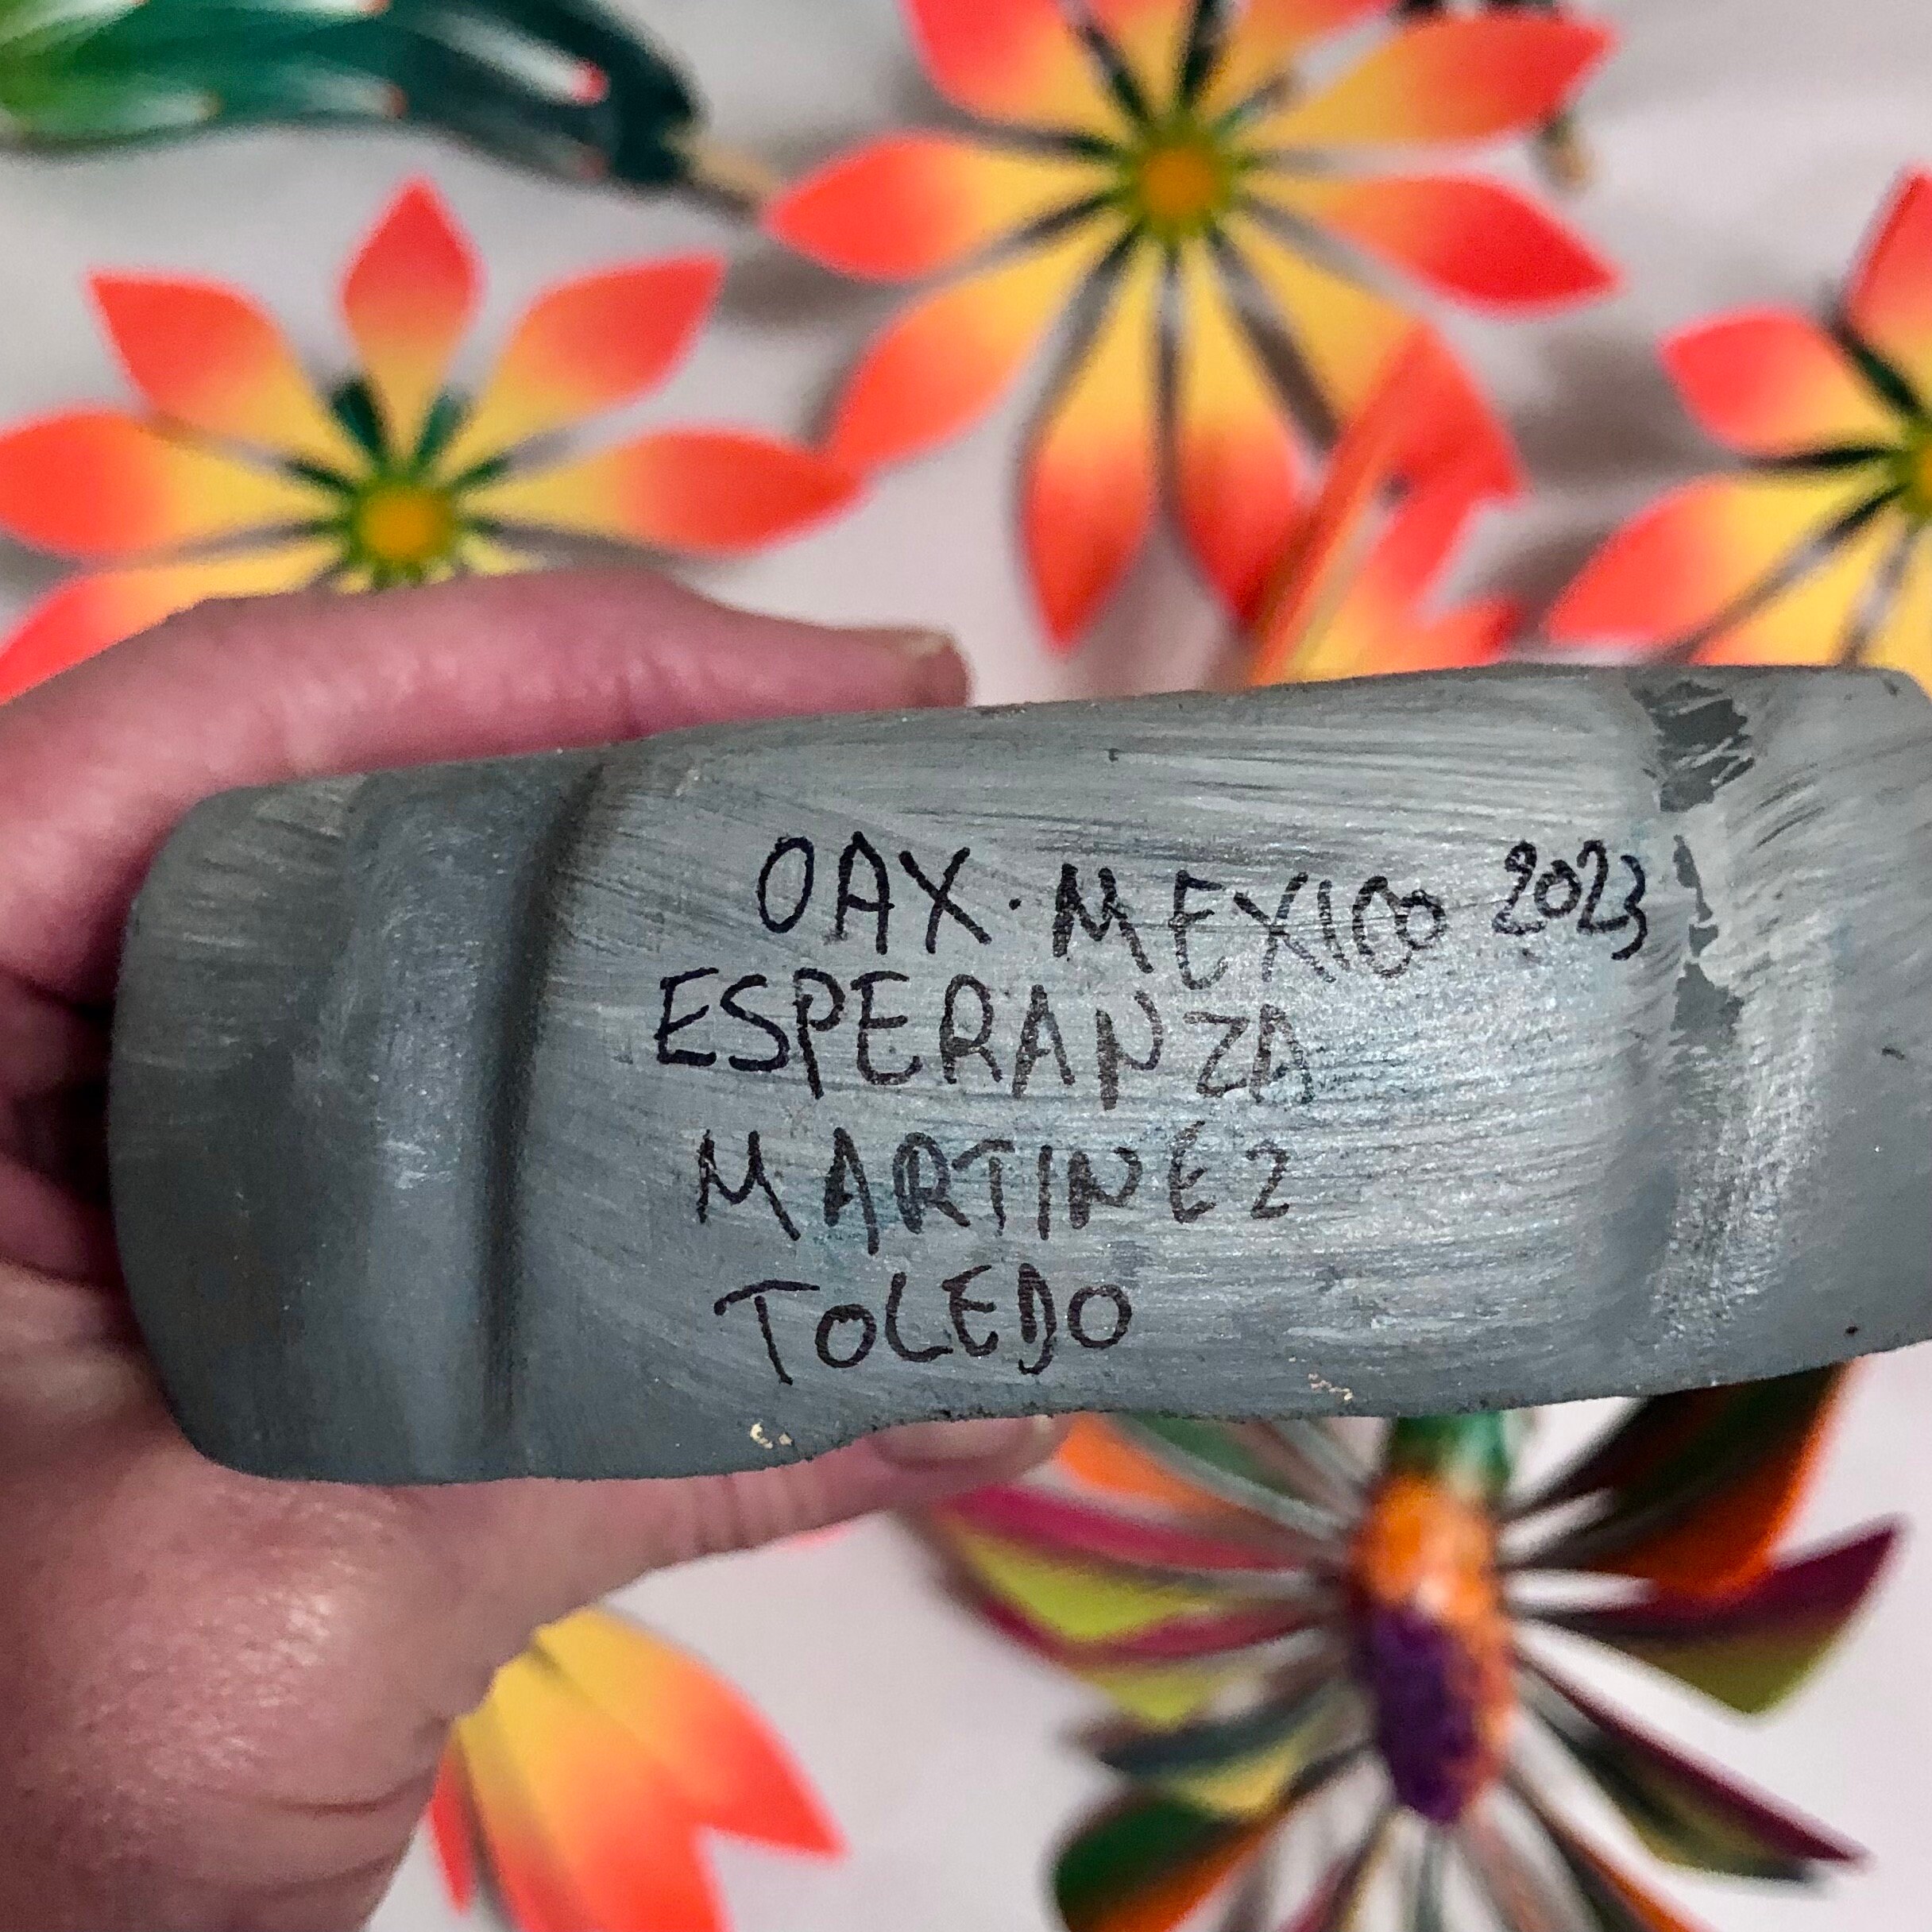 OAX. MEXICO 2023
ESPERANZA
MARTINEZ
TOLEDO